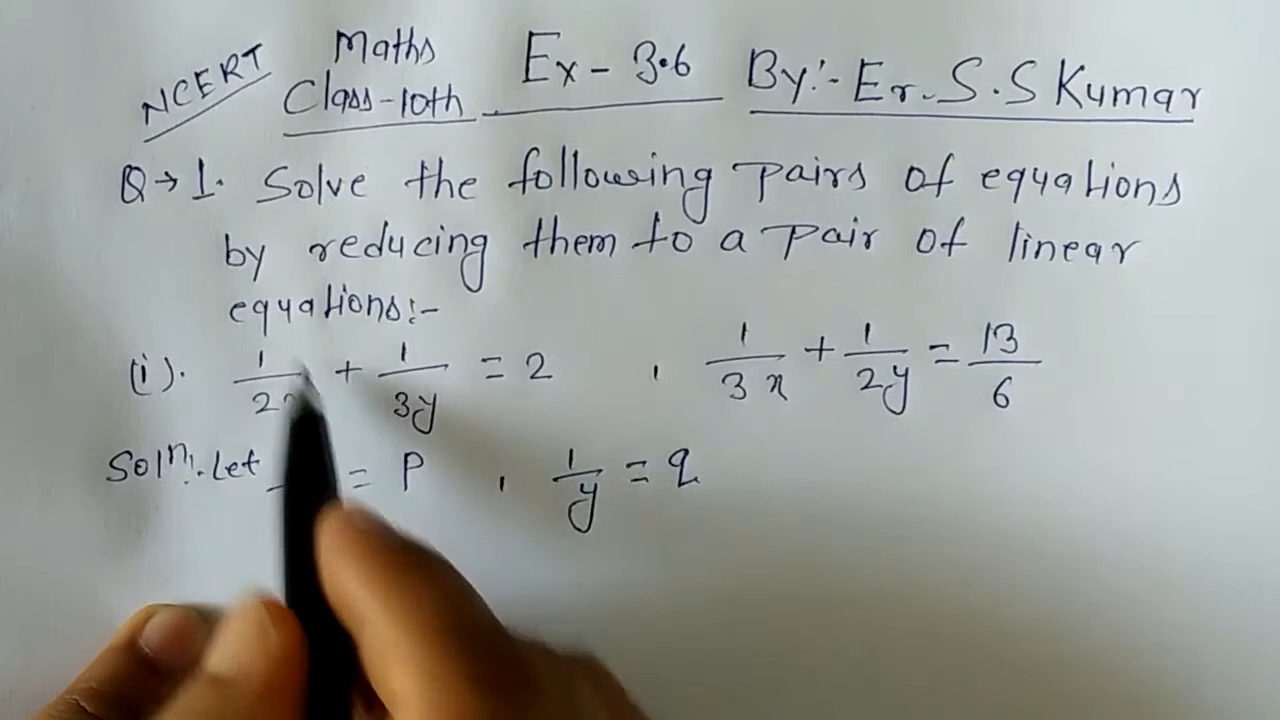 NCERT Maths Class-10th Ex - 3.6 By:- Er. S.S Kumar
Q→1. Solve the following pairs of equations
by reducing them to a pair of linear
equations:-
(i). 1/2 + 1/3y = 2 , 1/3x + 1/2y = 13/6
Solⁿ:. Let = P , 1/y = q